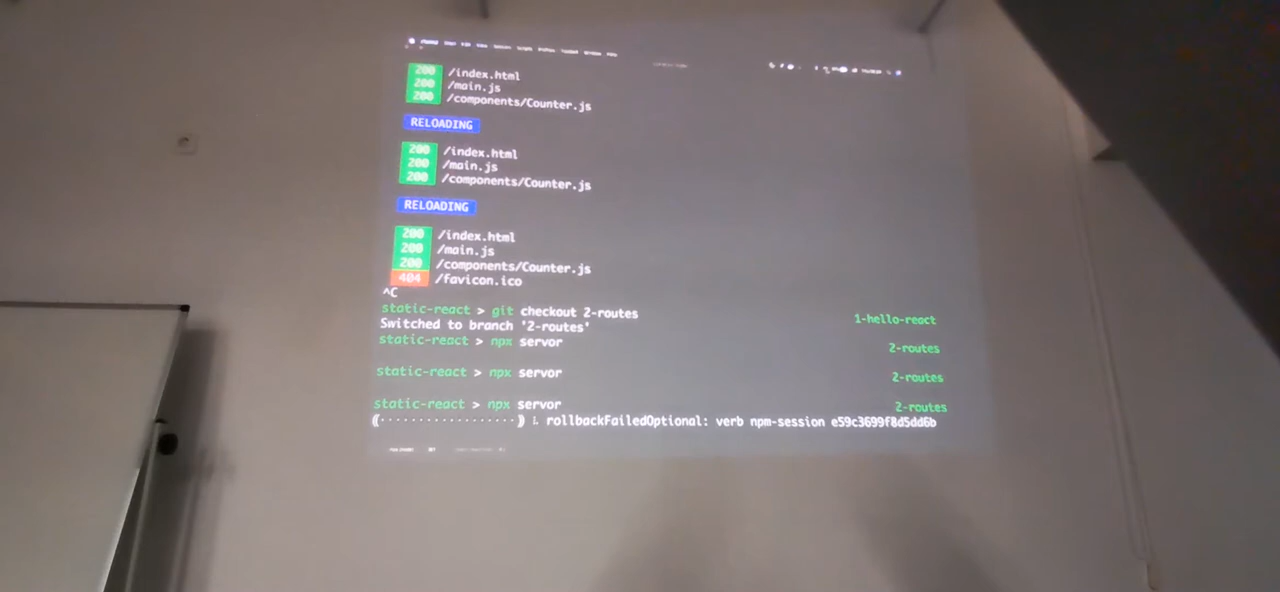 200 /index.html
200 /main.js
200 /components/Counter.js
RELOADING
200 /index.html
200 /main.js
200 /components/Counter.js
RELOADING
200 /index.html
200 /main.js
200 /components/Counter.js
404 /favicon.ico
^C
static-react > git checkout 2-routes 1-hello-react
Switched to branch '2-routes'
static-react > npx servor 2-routes
static-react > npx servor 2-routes
static-react > npx servor 2-routes
rollbackFailedOptional: verb npm-session e59c3699f8d5dd6b